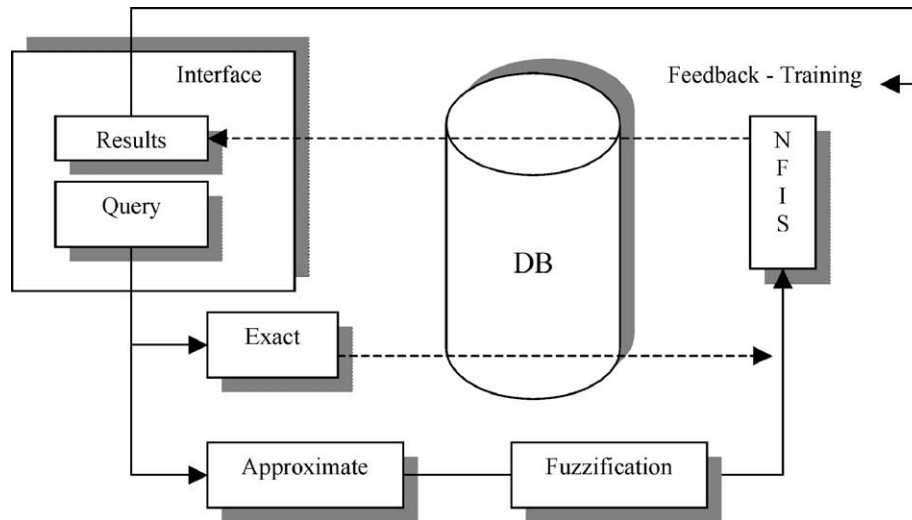 Interface
Feedback - Training
Results
N
F
I
S
Query
DB
Exact
Approximate
Fuzzification